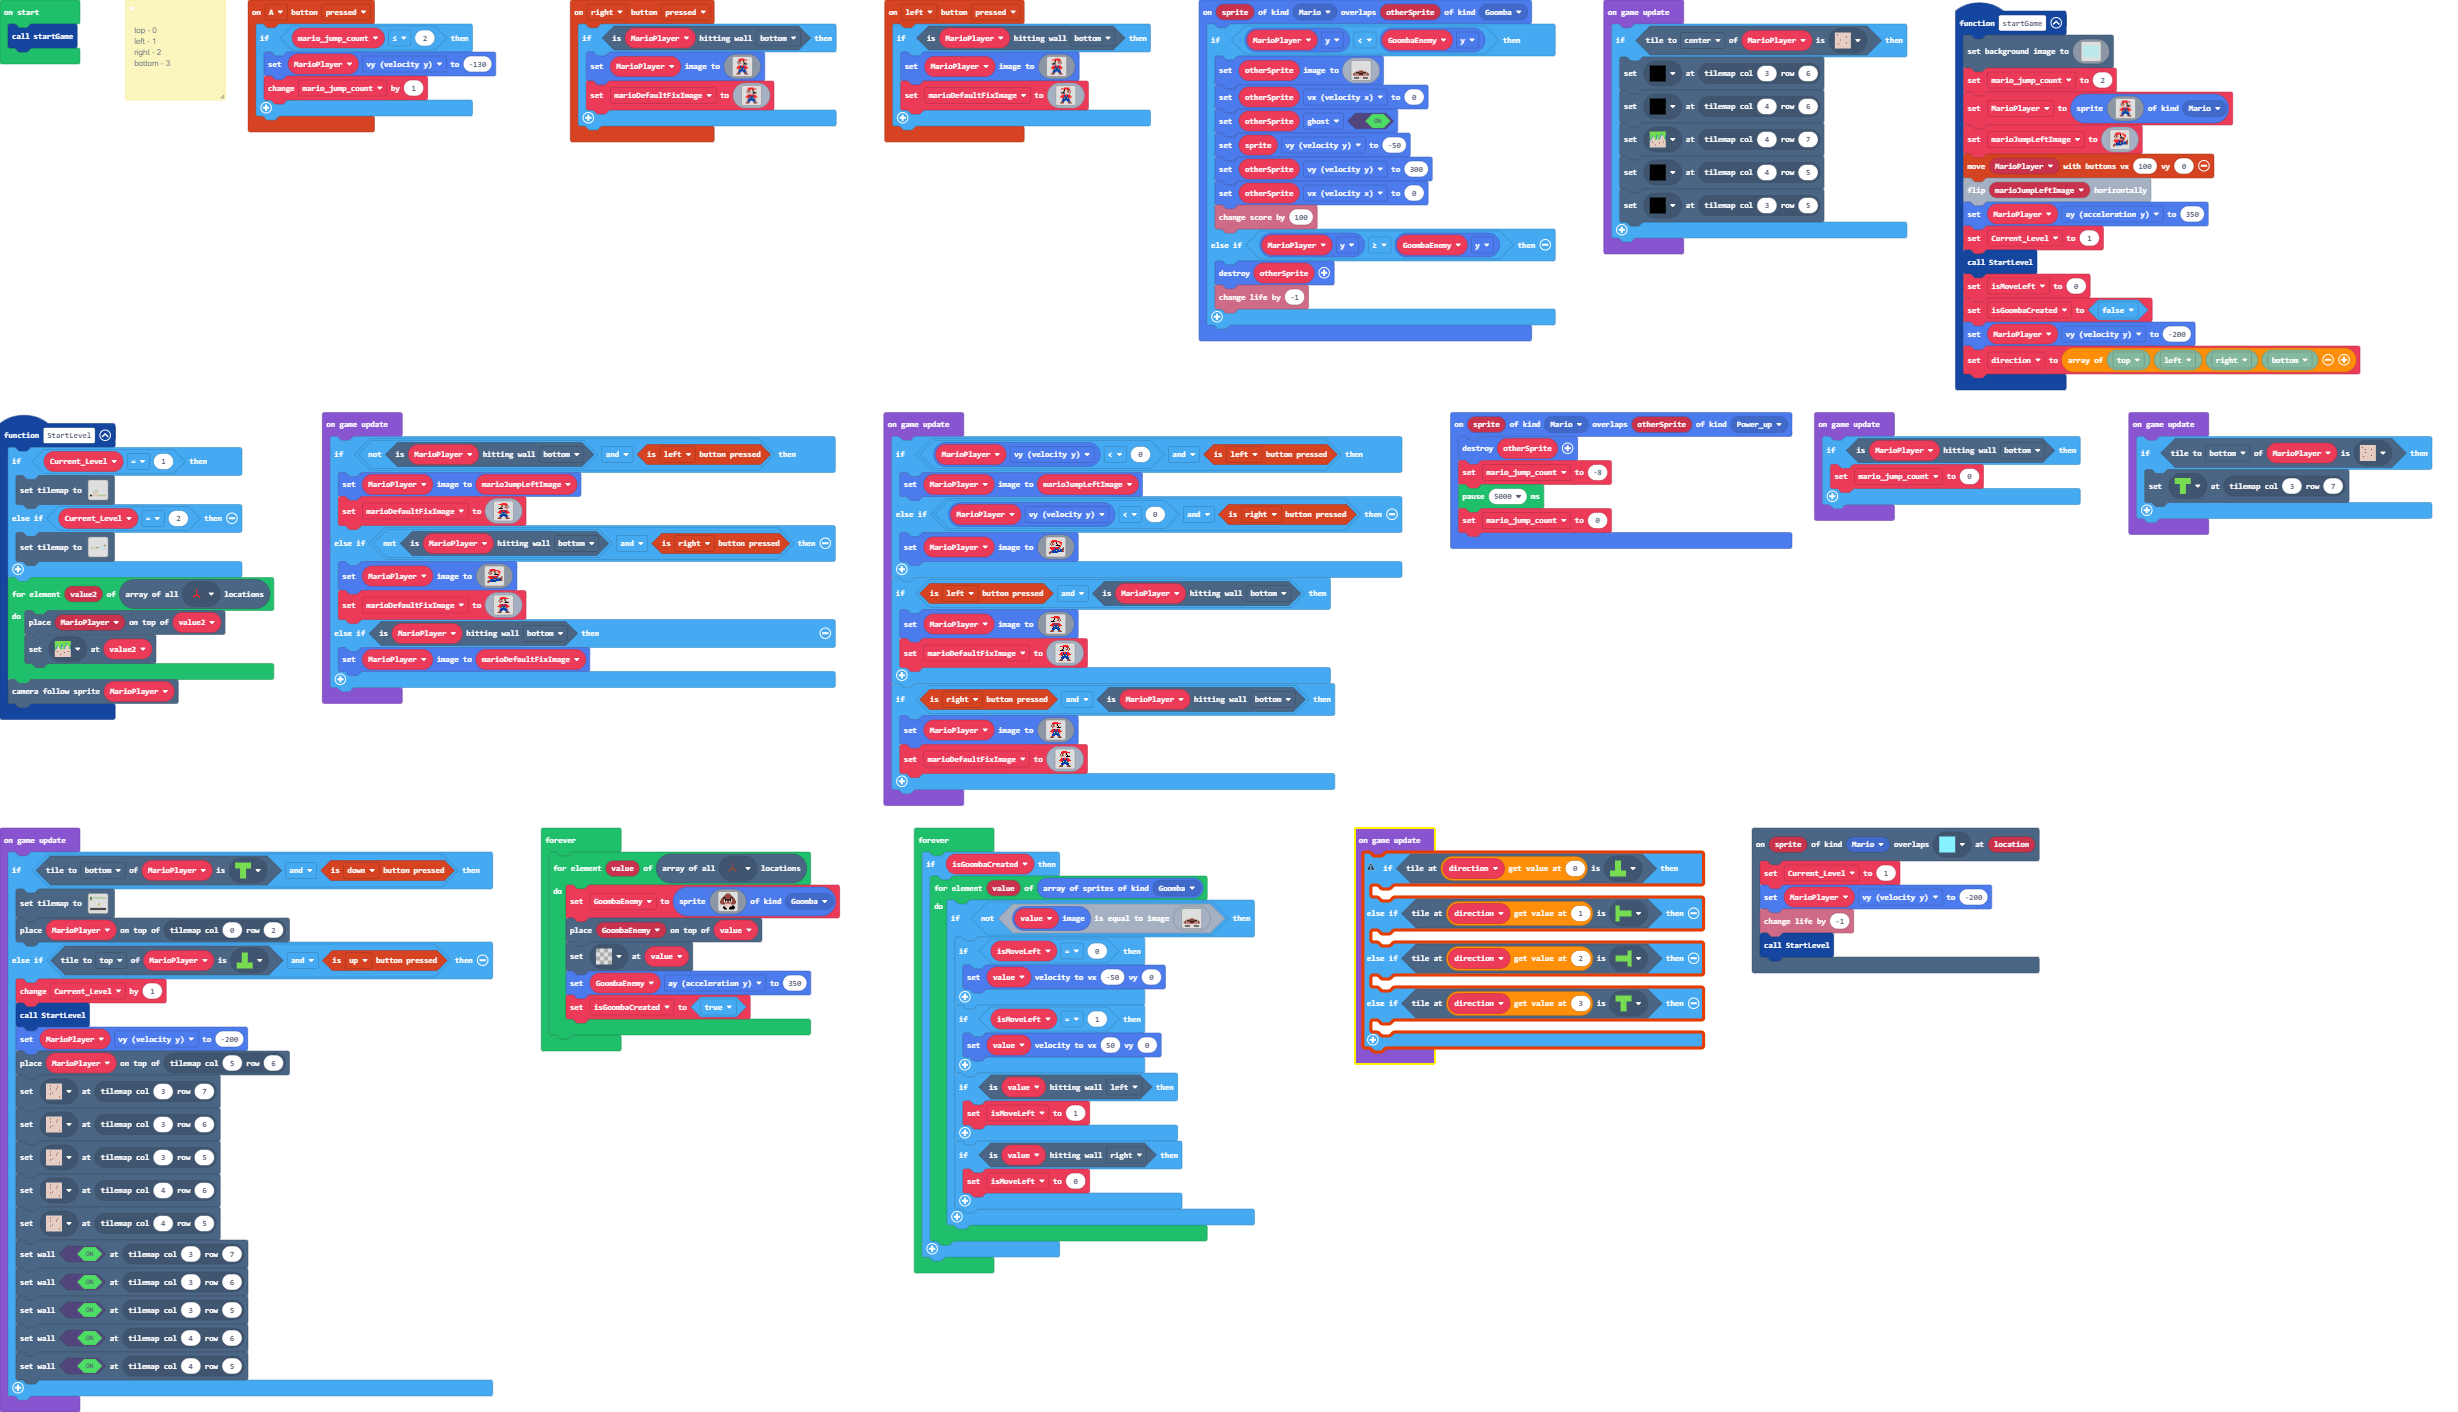 on start
call startGame
top - 0
left - 1
right - 2
bottom - 3
on A button pressed
if mario_jump_count ≤ 2 then
set MarioPlayer vy (velocity y) to -130
change mario_jump_count by 1
on right button pressed
if is MarioPlayer hitting wall bottom then
set MarioPlayer image to
set marioDefaultFixImage to
on left button pressed
if is MarioPlayer hitting wall bottom then
set MarioPlayer image to
set marioDefaultFixImage to
on sprite of kind Mario overlaps otherSprite of kind Goomba
if MarioPlayer y < GoombaEnemy y then
set otherSprite image to
set otherSprite vx (velocity x) to 0
set otherSprite ghost ON
set sprite vy (velocity y) to -50
set otherSprite vy (velocity y) to 300
set otherSprite vx (velocity x) to 0
change score by 100
else if MarioPlayer y ≥ GoombaEnemy y then
destroy otherSprite
change life by -1
on game update
if tile to center of MarioPlayer is then
set at tilemap col 3 row 6
set at tilemap col 4 row 6
set at tilemap col 4 row 7
set at tilemap col 4 row 5
set at tilemap col 3 row 5
function startGame
set background image to
set mario_jump_count to 2
set MarioPlayer to sprite of kind Mario
set marioJumpLeftImage to
move MarioPlayer with buttons vx 100 vy 0
flip marioJumpLeftImage horizontally
set MarioPlayer ay (acceleration y) to 350
set Current_Level to 1
call StartLevel
set isMoveLeft to 0
set isGoombaCreated to false
set MarioPlayer vy (velocity y) to -200
set direction to array of top left right bottom
function StartLevel
if Current_Level = 1 then
set tilemap to
else if Current_Level = 2 then
set tilemap to
for element value2 of array of all locations
do place MarioPlayer on top of value2
set at value2
camera follow sprite MarioPlayer
on game update
if not is MarioPlayer hitting wall bottom and is left button pressed then
set MarioPlayer image to marioJumpLeftImage
set marioDefaultFixImage to
else if not is MarioPlayer hitting wall bottom and is right button pressed then
set MarioPlayer image to
set marioDefaultFixImage to
else if is MarioPlayer hitting wall bottom then
set MarioPlayer image to marioDefaultFixImage
on game update
if MarioPlayer vy (velocity y) < 0 and is left button pressed then
set MarioPlayer image to marioJumpLeftImage
else if MarioPlayer vy (velocity y) < 0 and is right button pressed then
set MarioPlayer image to
if is left button pressed and is MarioPlayer hitting wall bottom then
set MarioPlayer image to
set marioDefaultFixImage to
if is right button pressed and is MarioPlayer hitting wall bottom then
set MarioPlayer image to
set marioDefaultFixImage to
on sprite of kind Mario overlaps otherSprite of kind Power_up
destroy otherSprite
set mario_jump_count to -8
pause 5000 ms
set mario_jump_count to 0
on game update
if is MarioPlayer hitting wall bottom then
set mario_jump_count to 0
on game update
if tile to bottom of MarioPlayer is then
set at tilemap col 3 row 7
on game update
if tile to bottom of MarioPlayer is and is down button pressed then
set tilemap to
place MarioPlayer on top of tilemap col 0 row 2
else if tile to top of MarioPlayer is and is up button pressed then
change Current_Level by 1
call StartLevel
set MarioPlayer vy (velocity y) to -200
place MarioPlayer on top of tilemap col 5 row 6
set at tilemap col 3 row 7
set at tilemap col 3 row 6
set at tilemap col 3 row 5
set at tilemap col 4 row 6
set at tilemap col 4 row 5
set wall ON at tilemap col 3 row 7
set wall ON at tilemap col 3 row 6
set wall ON at tilemap col 3 row 5
set wall ON at tilemap col 4 row 6
set wall ON at tilemap col 4 row 5
forever
for element value of array of all locations
do set GoombaEnemy to sprite of kind Goomba
place GoombaEnemy on top of value
set at value
set GoombaEnemy ay (acceleration y) to 350
set isGoombaCreated to true
forever
if isGoombaCreated then
for element value of array of sprites of kind Goomba
do if not value image is equal to image then
if isMoveLeft = 0 then
set value velocity to vx -50 vy 0
if isMoveLeft = 1 then
set value velocity to vx 50 vy 0
if is value hitting wall left then
set isMoveLeft to 1
if is value hitting wall right then
set isMoveLeft to 0
on game update
if tile at direction get value at 0 is then
else if tile at direction get value at 1 is then
else if tile at direction get value at 2 is then
else if tile at direction get value at 3 is then
on sprite of kind Mario overlaps at location
set Current_Level to 1
set MarioPlayer vy (velocity y) to -200
change life by -1
call StartLevel